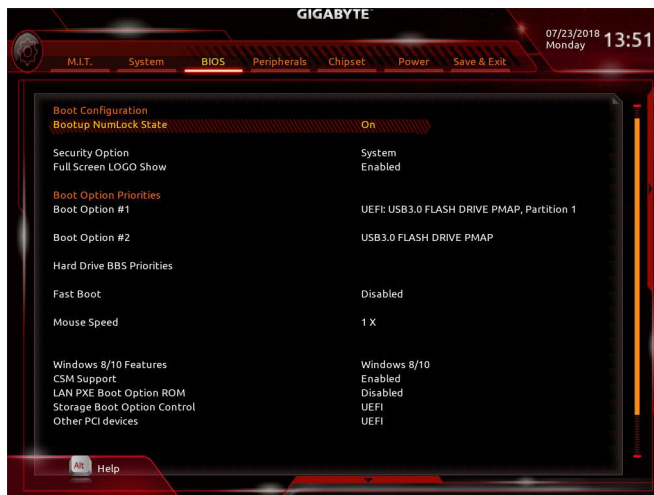 GIGABYTE™
07/23/2018 13:51
Monday
M.I.T. System BIOS Peripherals Chipset Power Save & Exit
Boot Configuration
Bootup NumLock State On
Security Option System
Full Screen LOGO Show Enabled
Boot Option Priorities
Boot Option #1 UEFI: USB3.0 FLASH DRIVE PMAP, Partition 1
Boot Option #2 USB3.0 FLASH DRIVE PMAP
Hard Drive BBS Priorities
Fast Boot Disabled
Mouse Speed 1 X
Windows 8/10 Features Windows 8/10
CSM Support Enabled
LAN PXE Boot Option ROM Disabled
Storage Boot Option Control UEFI
Other PCI devices UEFI
Alt Help